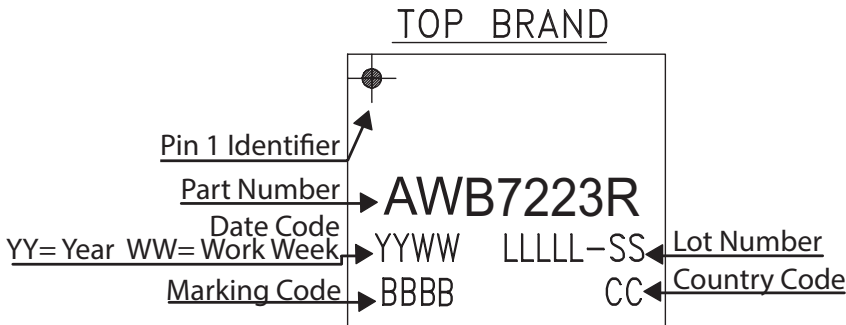 TOP BRAND
Pin 1 Identifier
Part Number
AWB7223R
Date Code
YY= Year WW= Work Week
YYWW LLLLL-SS
Lot Number
Marking Code
BBBB CC
Country Code